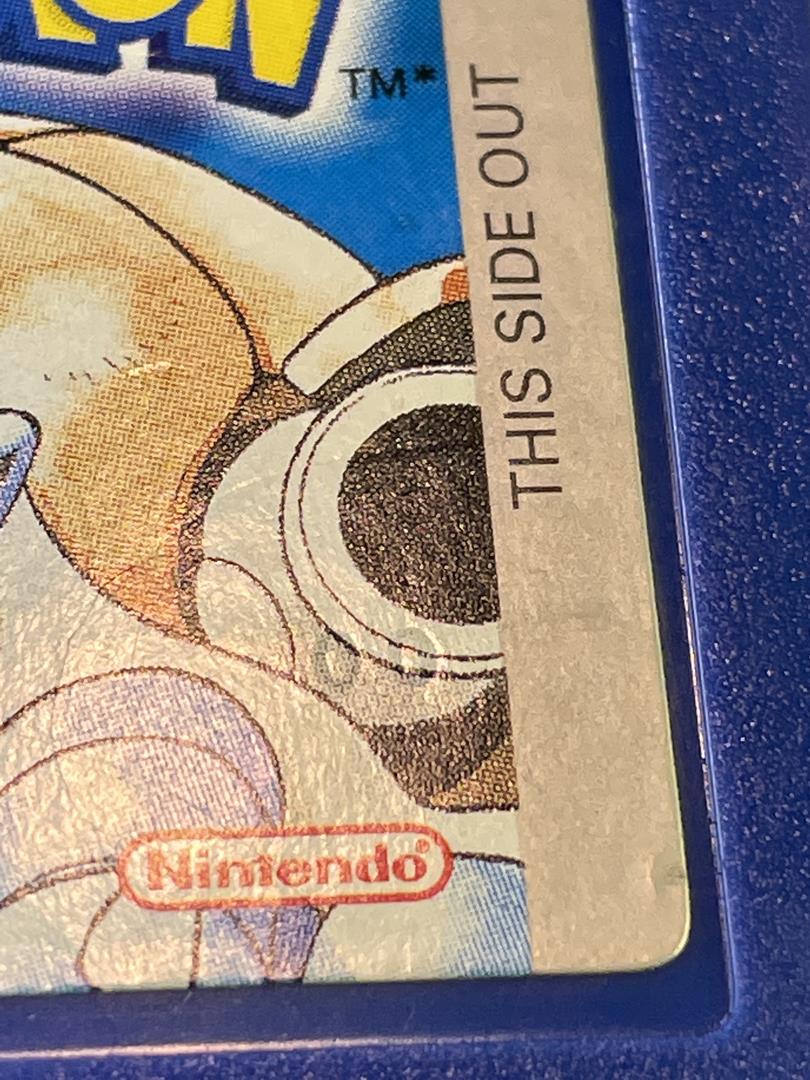 ON
TM*
THIS SIDE OUT
Nintendo®